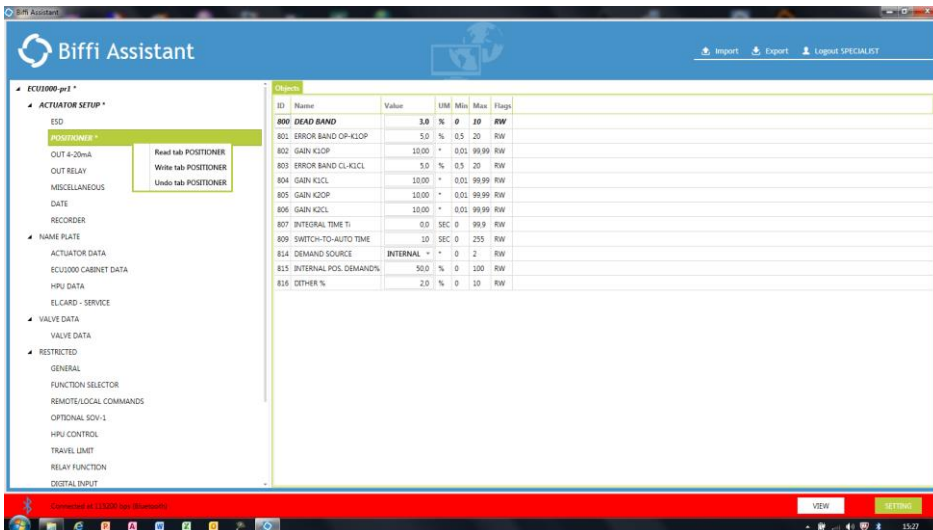 Biffi Assistant
Biffi Assistant
Import Export Logout SPECIALIST
ECU1000-pr1 *
ACTUATOR SETUP *
ESD
POSITIONER *
OUT 4-20mA
OUT RELAY
MISCELLANEOUS
DATE
RECORDER
NAME PLATE
ACTUATOR DATA
ECU1000 CABINET DATA
HPU DATA
EL.CARD - SERVICE
VALVE DATA
VALVE DATA
RESTRICTED
GENERAL
FUNCTION SELECTOR
REMOTE/LOCAL COMMANDS
OPTIONAL SOV-1
HPU CONTROL
TRAVEL LIMIT
RELAY FUNCTION
DIGITAL INPUT
Read tab POSITIONER
Write tab POSITIONER
Undo tab POSITIONER
Objects
ID Name Value UM Min Max Flags
800 DEAD BAND 3,0 % 0 10 RW
801 ERROR BAND OP-K1OP 5,0 % 0,5 20 RW
802 GAIN K1OP 10,00 * 0,01 99,99 RW
803 ERROR BAND CL-K1CL 5,0 % 0,5 20 RW
804 GAIN K1CL 10,00 * 0,01 99,99 RW
805 GAIN K2OP 10,00 * 0,01 99,99 RW
806 GAIN K2CL 10,00 * 0,01 99,99 RW
807 INTEGRAL TIME Ti 0,0 SEC 0 99,9 RW
809 SWITCH-TO-AUTO TIME 10 SEC 0 255 RW
814 DEMAND SOURCE INTERNAL * 0 2 RW
815 INTERNAL POS. DEMAND% 50,0 % 0 100 RW
816 DITHER % 2,0 % 0 10 RW
Connected at 115200 bps (Bluetooth)
VIEW SETTING
15:27